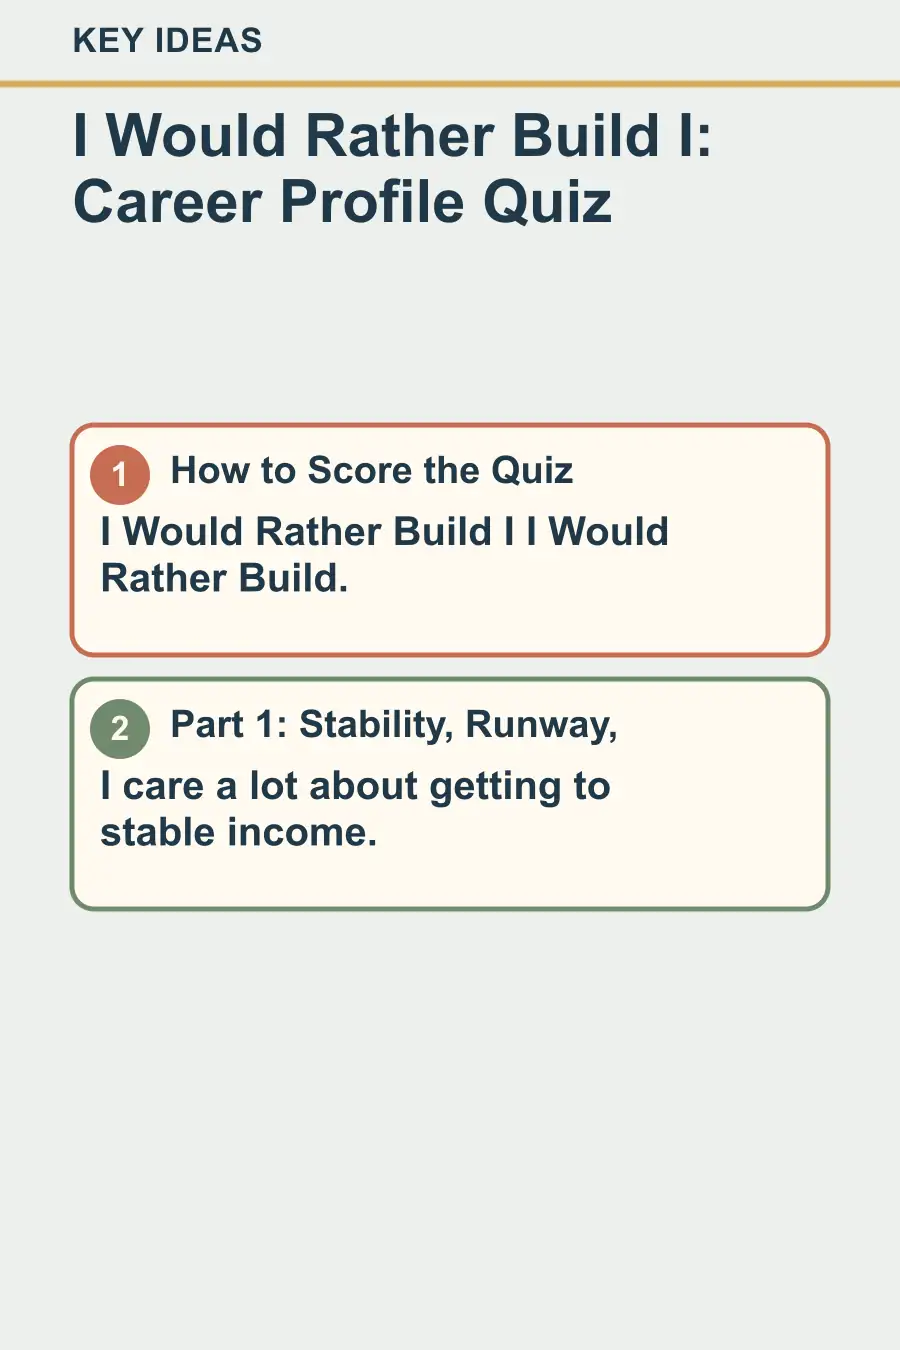 KEY IDEAS
I Would Rather Build I:
Career Profile Quiz
1 How to Score the Quiz
I Would Rather Build I I Would
Rather Build.
2 Part 1: Stability, Runway,
I care a lot about getting to
stable income.